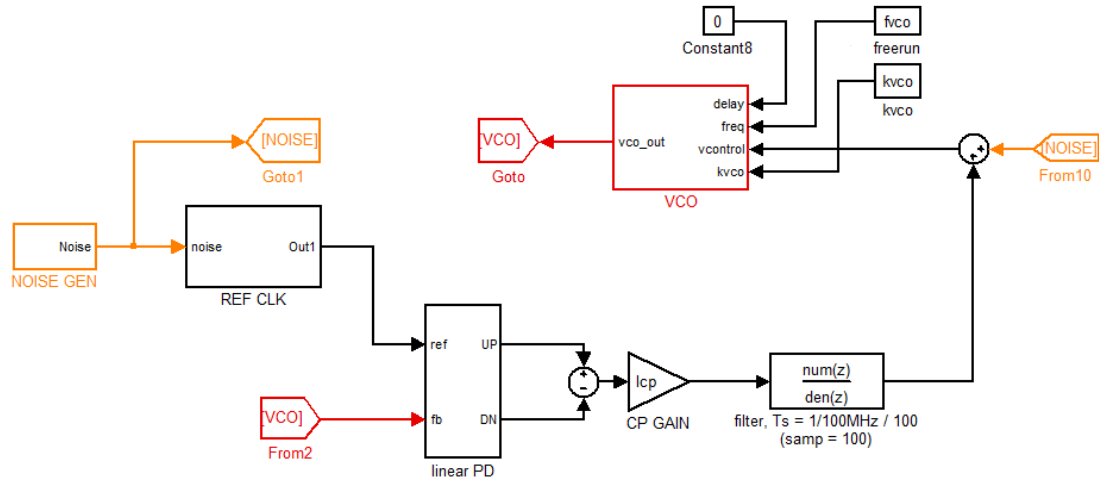 0
Constant8
fvco
freerun
kvco
kvco
delay
freq
vcontrol
kvco
vco_out
VCO
[VCO]
Goto
[NOISE]
Goto1
+
+
[NOISE]
From10
Noise
NOISE GEN
noise
Out1
REF CLK
ref
UP
fb
DN
linear PD
[VCO]
From2
+
−
Icp
CP GAIN
num(z)
den(z)
filter, Ts = 1/100MHz / 100
(samp = 100)